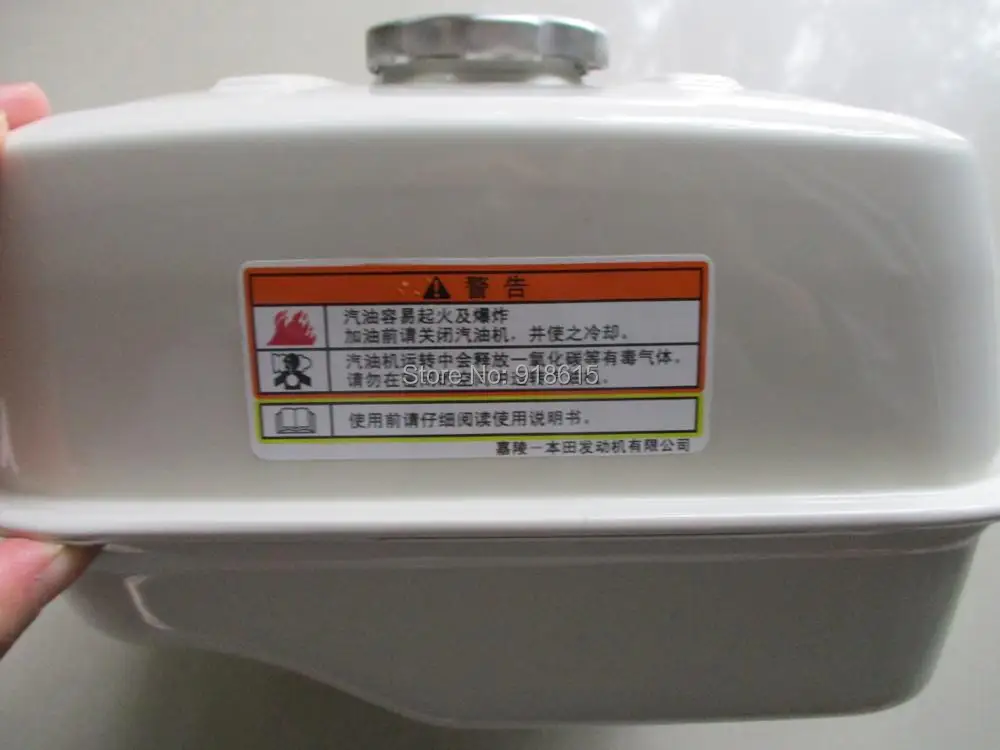 警告
汽油容易起火及爆炸
加油前请关闭汽油机，并使之冷却。
汽油机运转中会释放一氧化碳等有毒气体。
Store No: 918615
请勿在
使用前请仔细阅读使用说明书。
嘉陵－本田发动机有限公司